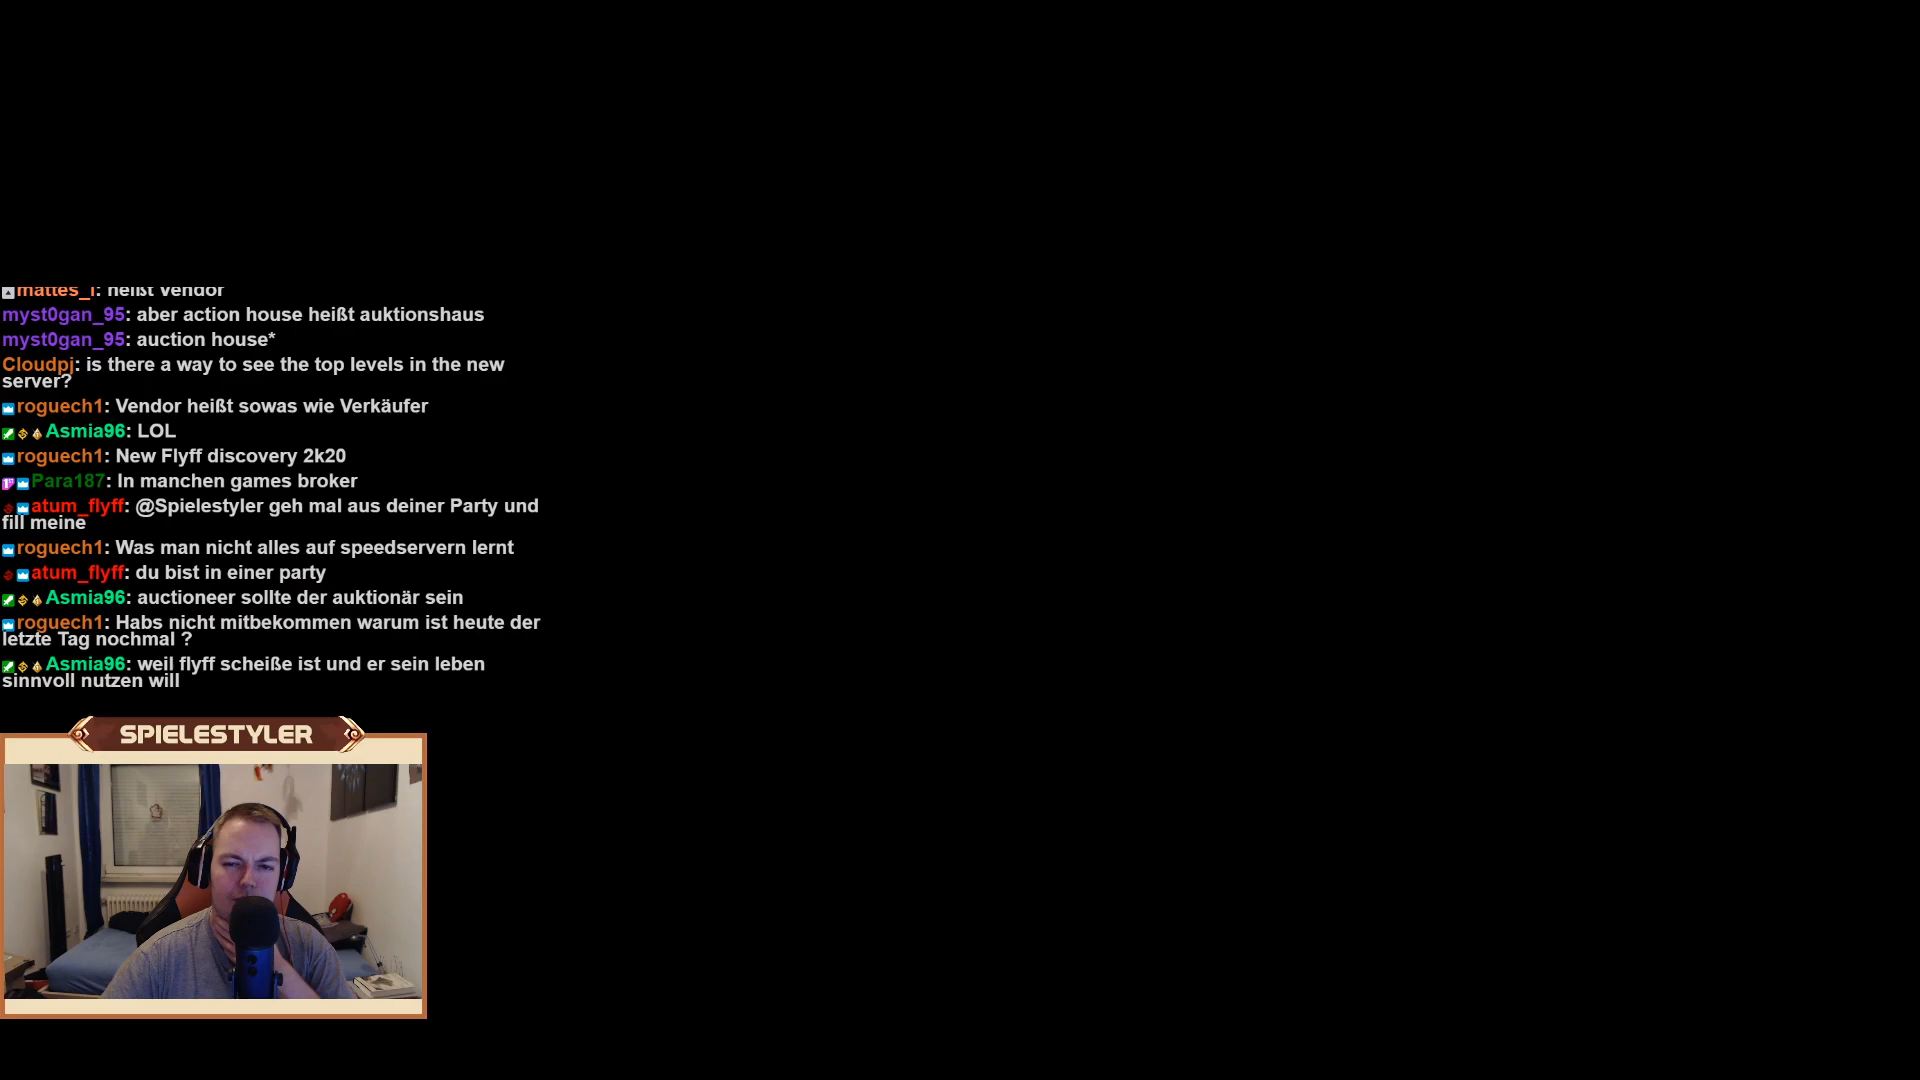 mattes_i: heißt Vendor
myst0gan_95: aber action house heißt auktionshaus
myst0gan_95: auction house*
Cloudpj: is there a way to see the top levels in the new
server?
roguech1: Vendor heißt sowas wie Verkäufer
Asmia96: LOL
roguech1: New Flyff discovery 2k20
Para187: In manchen games broker
atum_flyff: @Spielestyler geh mal aus deiner Party und
fill meine
roguech1: Was man nicht alles auf speedservern lernt
atum_flyff: du bist in einer party
Asmia96: auctioneer sollte der auktionär sein
roguech1: Habs nicht mitbekommen warum ist heute der
letzte Tag nochmal ?
Asmia96: weil flyff scheiße ist und er sein leben
sinnvoll nutzen will
SPIELESTYLER